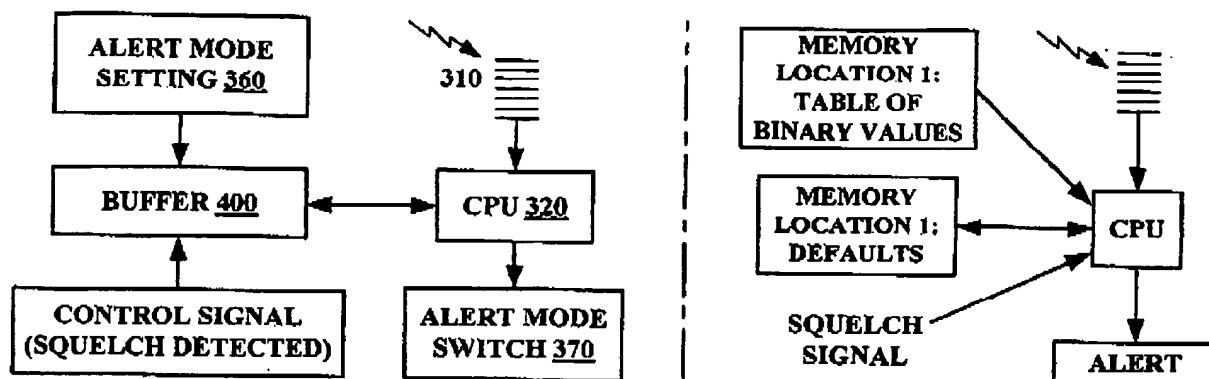 ALERT MODE
SETTING 360
310
BUFFER 400
CPU 320
CONTROL SIGNAL
(SQUELCH DETECTED)
ALERT MODE
SWITCH 370
MEMORY
LOCATION 1:
TABLE OF
BINARY VALUES
MEMORY
LOCATION 1:
DEFAULTS
CPU
SQUELCH
SIGNAL
ALERT